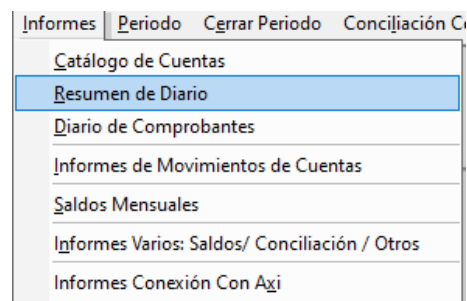 Informes Periodo Cerrar Periodo Conciliación C
Catálogo de Cuentas
Resumen de Diario
Diario de Comprobantes
Informes de Movimientos de Cuentas
Saldos Mensuales
Informes Varios: Saldos/ Conciliación / Otros
Informes Conexión Con Axi